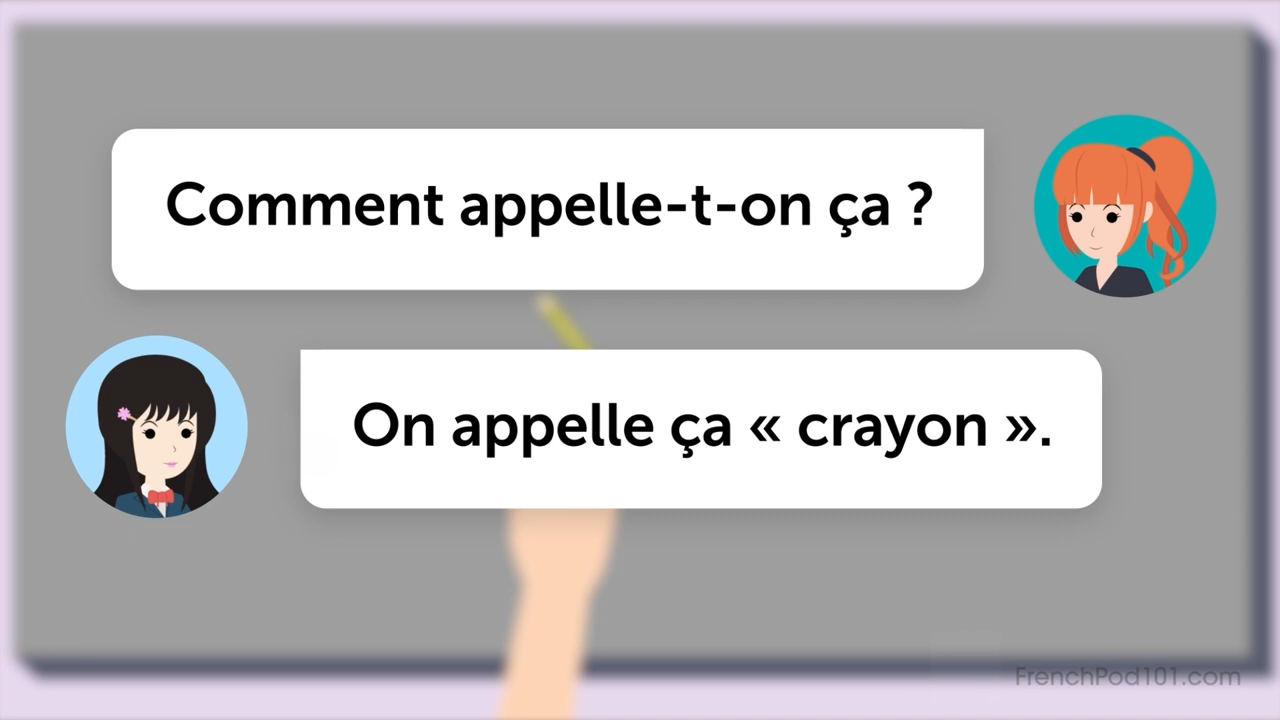 Comment appelle-t-on ça ?
On appelle ça « crayon ».
FrenchPod101.com